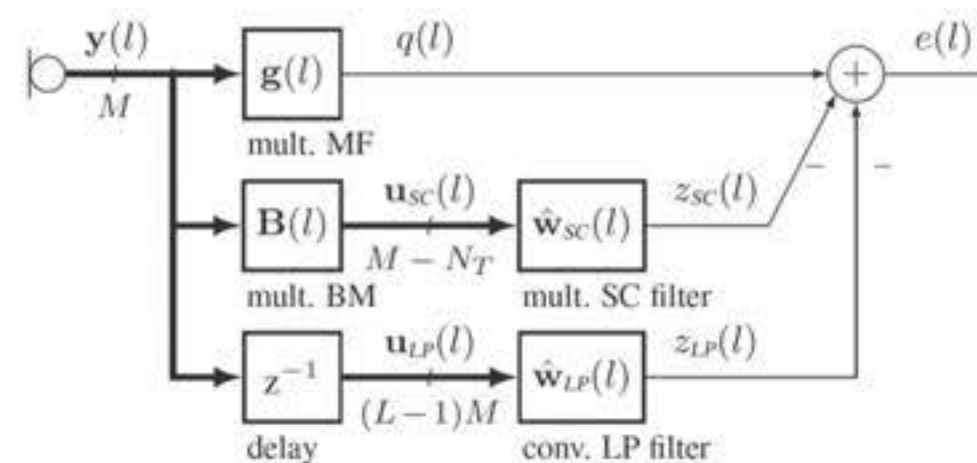 y(l) q(l) e(l)
M g(l) +
mult. MF
u_SC(l) z_SC(l) − −
B(l) ŵ_SC(l)
M − N_T
mult. BM mult. SC filter
u_LP(l) z_LP(l)
z⁻¹ ŵ_LP(l)
(L − 1)M
delay conv. LP filter